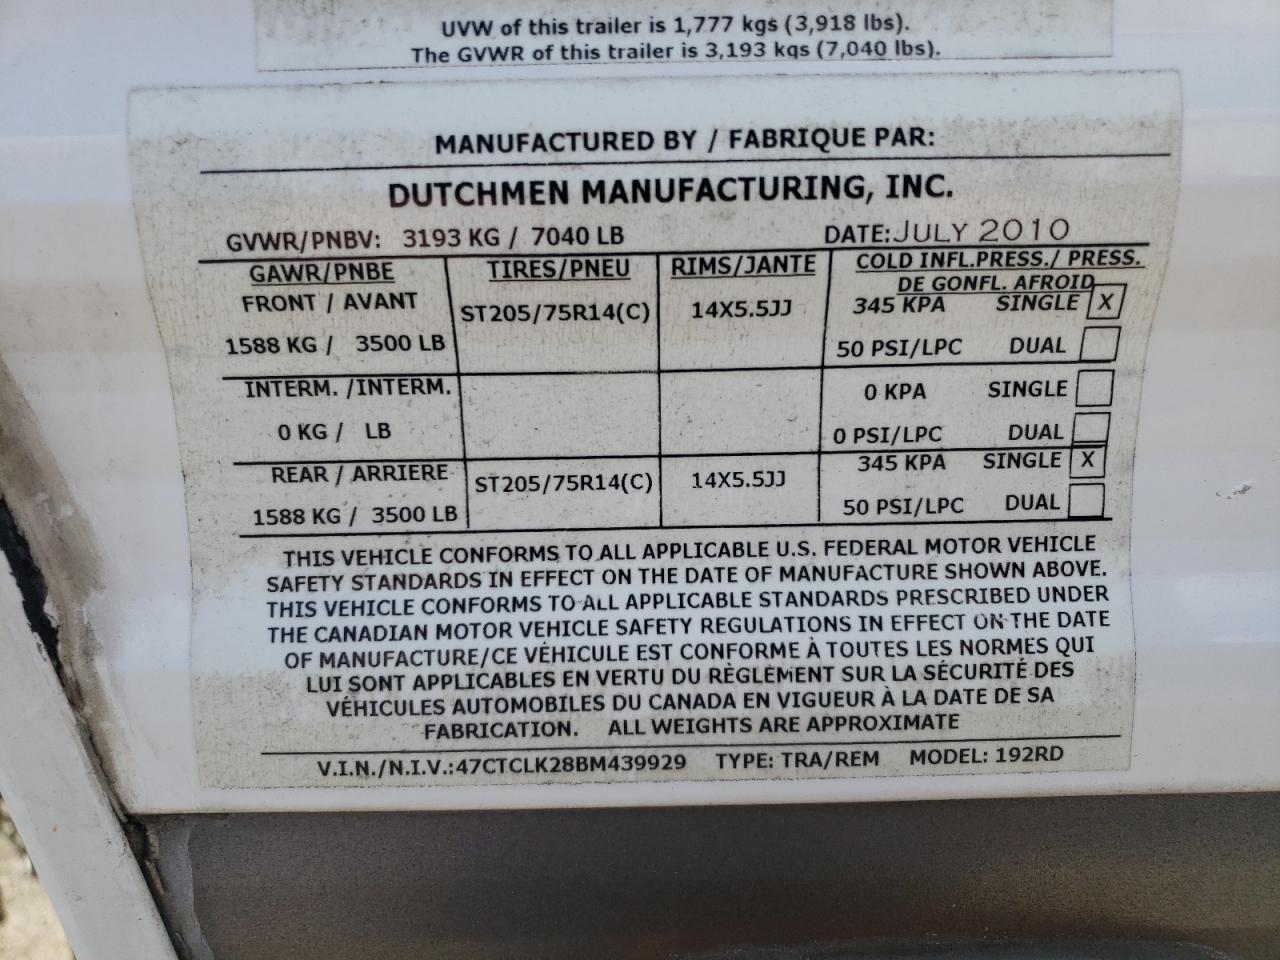 UVW of this trailer is 1,777 kgs (3,918 lbs).
The GVWR of this trailer is 3,193 kgs (7,040 lbs).
MANUFACTURED BY / FABRIQUE PAR:
DUTCHMEN MANUFACTURING, INC.
GVWR/PNBV: 3193 KG / 7040 LB DATE: JULY 2010
GAWR/PNBE TIRES/PNEU RIMS/JANTE COLD INFL.PRESS./ PRESS.
DE GONFL. AFROID
FRONT / AVANT ST205/75R14(C) 14X5.5JJ 345 KPA SINGLE X
1588 KG / 3500 LB 50 PSI/LPC DUAL
INTERM. /INTERM. 0 KPA SINGLE
0 KG / LB 0 PSI/LPC DUAL
REAR / ARRIERE ST205/75R14(C) 14X5.5JJ 345 KPA SINGLE X
1588 KG / 3500 LB 50 PSI/LPC DUAL
THIS VEHICLE CONFORMS TO ALL APPLICABLE U.S. FEDERAL MOTOR VEHICLE
SAFETY STANDARDS IN EFFECT ON THE DATE OF MANUFACTURE SHOWN ABOVE.
THIS VEHICLE CONFORMS TO ALL APPLICABLE STANDARDS PRESCRIBED UNDER
THE CANADIAN MOTOR VEHICLE SAFETY REGULATIONS IN EFFECT ON THE DATE
OF MANUFACTURE/CE VÉHICULE EST CONFORME À TOUTES LES NORMES QUI
LUI SONT APPLICABLES EN VERTU DU RÈGLEMENT SUR LA SÉCURITÉ DES
VÉHICULES AUTOMOBILES DU CANADA EN VIGUEUR À LA DATE DE SA
FABRICATION. ALL WEIGHTS ARE APPROXIMATE
V.I.N./N.I.V.:47CTCLK28BM439929 TYPE: TRA/REM MODEL: 192RD